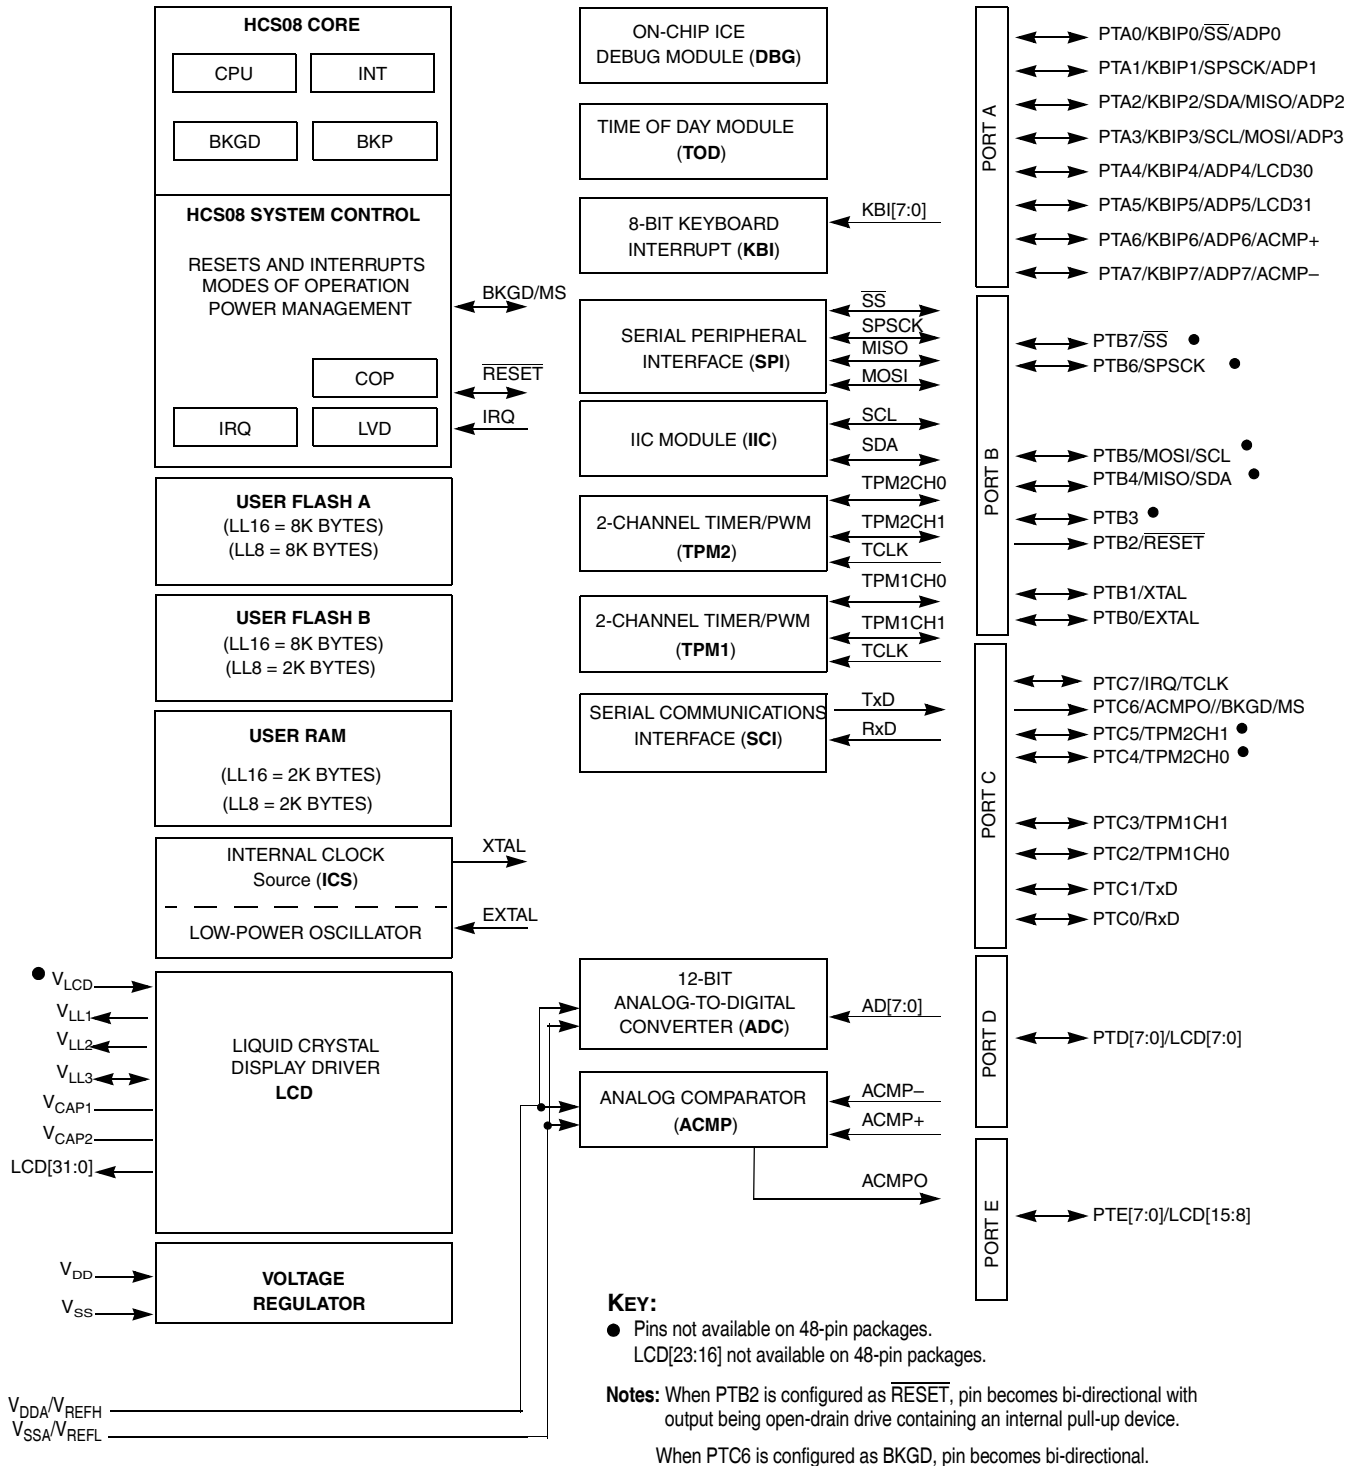 HCS08 CORE
CPU
INT
BKGD
BKP
HCS08 SYSTEM CONTROL
RESETS AND INTERRUPTS
MODES OF OPERATION
POWER MANAGEMENT
COP
IRQ
LVD
BKGD/MS
RESET
IRQ
USER FLASH A
(LL16 = 8K BYTES)
(LL8 = 8K BYTES)
USER FLASH B
(LL16 = 8K BYTES)
(LL8 = 2K BYTES)
USER RAM
(LL16 = 2K BYTES)
(LL8 = 2K BYTES)
INTERNAL CLOCK
Source (ICS)
LOW-POWER OSCILLATOR
XTAL
EXTAL
● VLCD
VLL1
VLL2
VLL3
VCAP1
VCAP2
LCD[31:0]
LIQUID CRYSTAL
DISPLAY DRIVER
LCD
VDD
VSS
VOLTAGE
REGULATOR
VDDA/VREFH
VSSA/VREFL
ON-CHIP ICE
DEBUG MODULE (DBG)
TIME OF DAY MODULE
(TOD)
8-BIT KEYBOARD
INTERRUPT (KBI)
KBI[7:0]
SERIAL PERIPHERAL
INTERFACE (SPI)
SS
SPSCK
MISO
MOSI
IIC MODULE (IIC)
SCL
SDA
2-CHANNEL TIMER/PWM
(TPM2)
TPM2CH0
TPM2CH1
TCLK
2-CHANNEL TIMER/PWM
(TPM1)
TPM1CH0
TPM1CH1
TCLK
SERIAL COMMUNICATIONS
INTERFACE (SCI)
TxD
RxD
12-BIT
ANALOG-TO-DIGITAL
CONVERTER (ADC)
AD[7:0]
ANALOG COMPARATOR
(ACMP)
ACMP–
ACMP+
ACMPO
PORT A
PTA0/KBIP0/SS/ADP0
PTA1/KBIP1/SPSCK/ADP1
PTA2/KBIP2/SDA/MISO/ADP2
PTA3/KBIP3/SCL/MOSI/ADP3
PTA4/KBIP4/ADP4/LCD30
PTA5/KBIP5/ADP5/LCD31
PTA6/KBIP6/ADP6/ACMP+
PTA7/KBIP7/ADP7/ACMP–
PORT B
PTB7/SS ●
PTB6/SPSCK ●
PTB5/MOSI/SCL ●
PTB4/MISO/SDA ●
PTB3 ●
PTB2/RESET
PTB1/XTAL
PTB0/EXTAL
PORT C
PTC7/IRQ/TCLK
PTC6/ACMPO//BKGD/MS
PTC5/TPM2CH1 ●
PTC4/TPM2CH0 ●
PTC3/TPM1CH1
PTC2/TPM1CH0
PTC1/TxD
PTC0/RxD
PORT D
PTD[7:0]/LCD[7:0]
PORT E
PTE[7:0]/LCD[15:8]
KEY:
● Pins not available on 48-pin packages.
LCD[23:16] not available on 48-pin packages.
Notes: When PTB2 is configured as RESET, pin becomes bi-directional with
output being open-drain drive containing an internal pull-up device.
When PTC6 is configured as BKGD, pin becomes bi-directional.